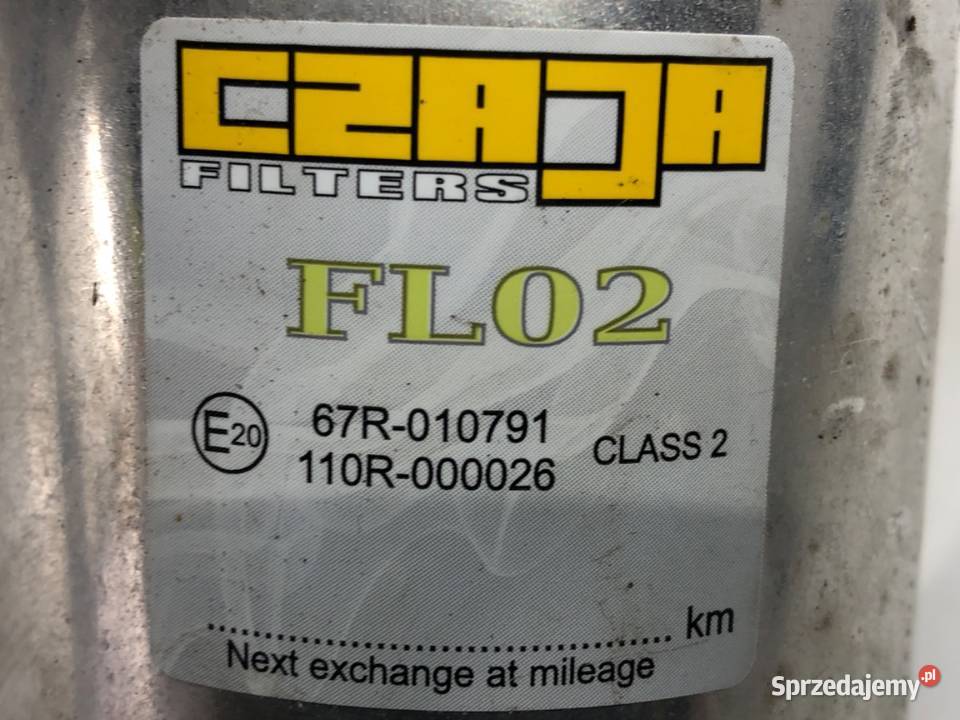 CZAJA
FILTERS
FL02
E20 67R-010791
110R-000026 CLASS 2
........................................ km
Next exchange at mileage
Sprzedajemy.pl